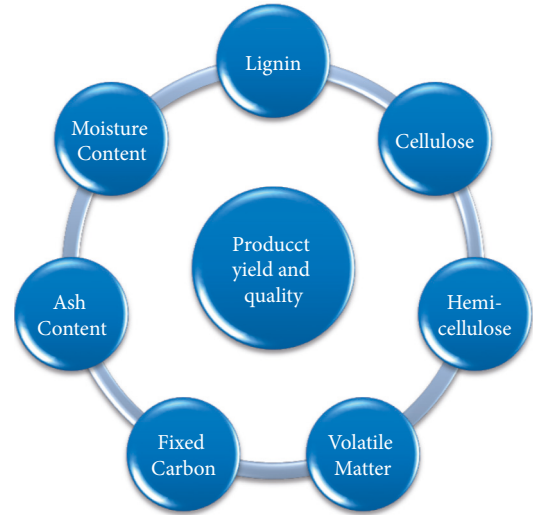 Lignin
Cellulose
Hemi-
cellulose
Volatile
Matter
Fixed
Carbon
Ash
Content
Moisture
Content
Producct
yield and
quality